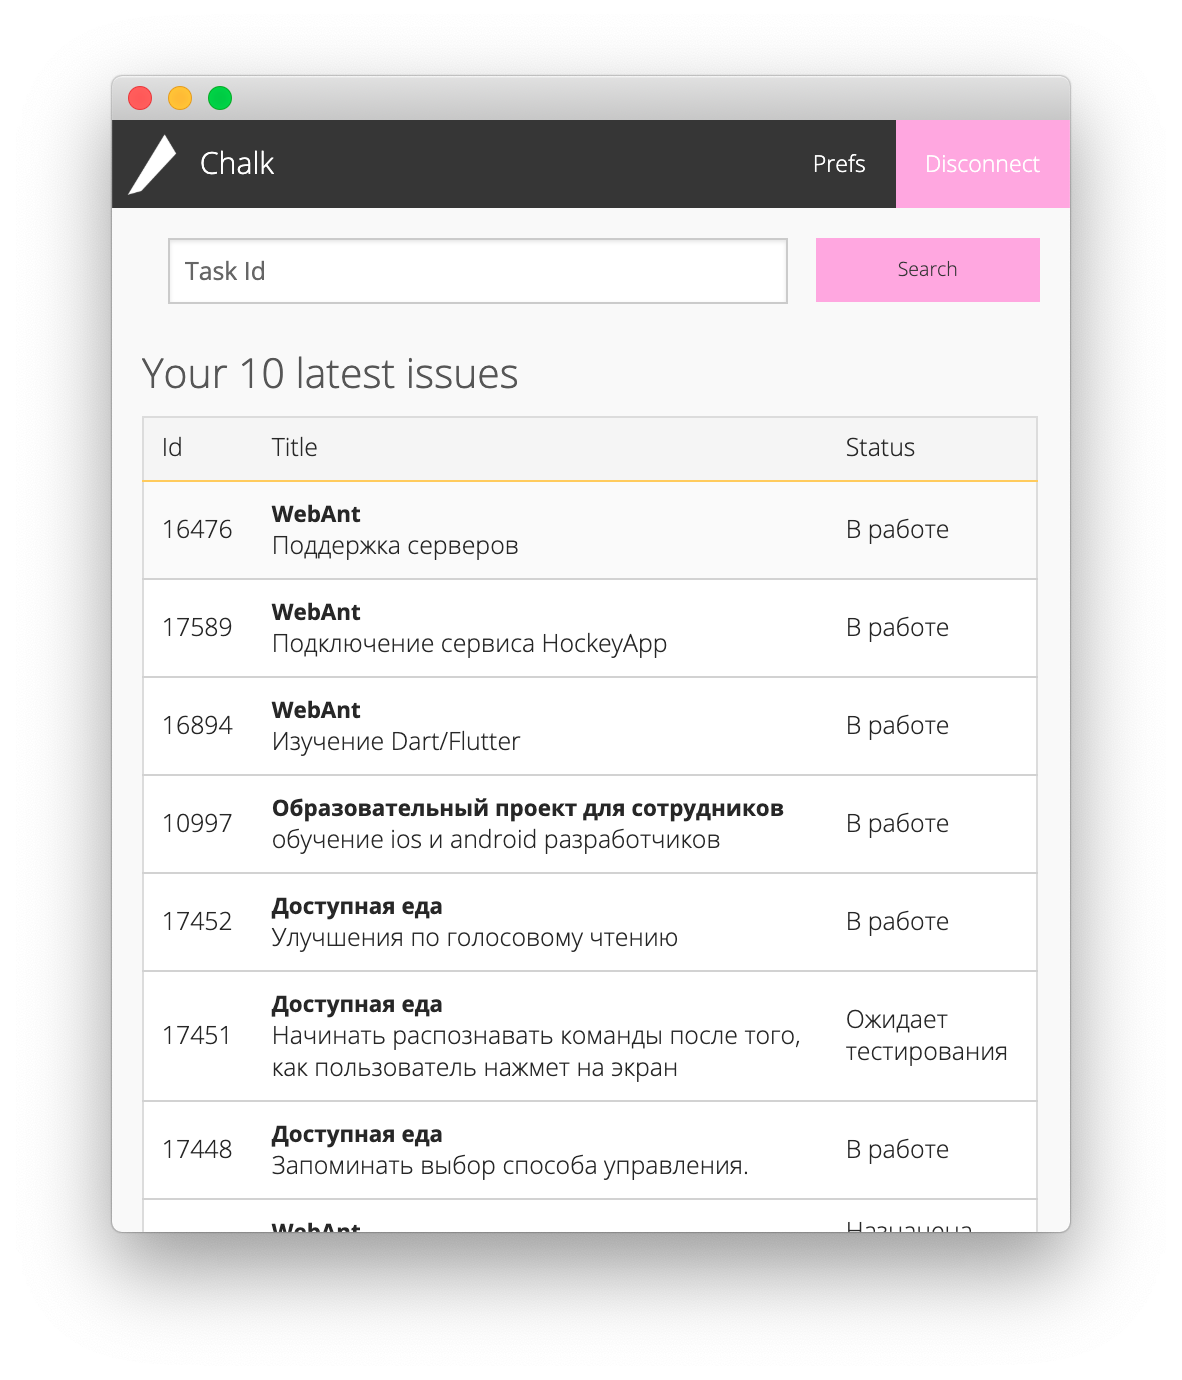 Chalk
Prefs
Disconnect
Task Id
Search
Your 10 latest issues
Id
Title
Status
16476
WebAnt
Поддержка серверов
В работе
17589
WebAnt
Подключение сервиса HockeyApp
В работе
16894
WebAnt
Изучение Dart/Flutter
В работе
10997
Образовательный проект для сотрудников
обучение ios и android разработчиков
В работе
17452
Доступная еда
Улучшения по голосовому чтению
В работе
17451
Доступная еда
Начинать распознавать команды после того,
как пользователь нажмет на экран
Ожидает
тестирования
17448
Доступная еда
Запоминать выбор способа управления.
В работе
WebAnt
Назначена